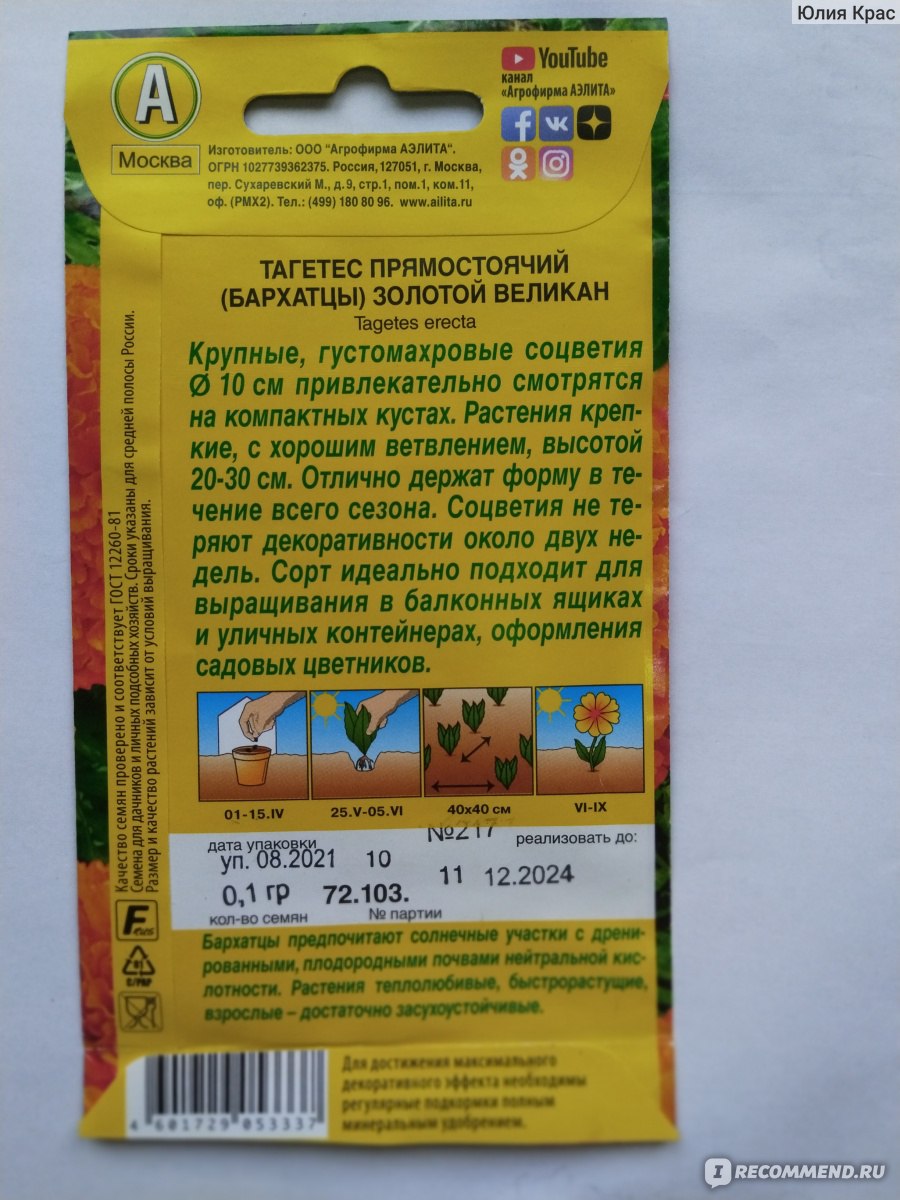 Юлия Крас
А
Москва
YouTube
канал
«Агрофирма АЭЛИТА»
Изготовитель: ООО "Агрофирма АЭЛИТА".
ОГРН 1027739362375. Россия,127051, г. Москва,
пер. Сухаревский М., д.9, стр.1, пом.1, ком.11,
оф. (РМХ2). Тел.: (499) 180 80 96. www.ailita.ru
ТАГЕТЕС ПРЯМОСТОЯЧИЙ
(БАРХАТЦЫ) ЗОЛОТОЙ ВЕЛИКАН
Tagetes erecta
Крупные, густомахровые соцветия
Ø 10 см привлекательно смотрятся
на компактных кустах. Растения креп-
кие, с хорошим ветвлением, высотой
20-30 см. Отлично держат форму в те-
чение всего сезона. Соцветия не те-
ряют декоративности около двух не-
дель. Сорт идеально подходит для
выращивания в балконных ящиках
и уличных контейнерах, оформления
садовых цветников.
Качество семян проверено и соответствует ГОСТ 12260-81
Семена для дачников и личных подсобных хозяйств. Сроки указаны для средней полосы России.
Размер и качество растений зависит от условий выращивания.
01-15.IV
25.V-05.VI
40х40 см
VI-IX
дата упаковки
№217
реализовать до:
уп. 08.2021 10
11 12.2024
0,1 гр 72.103.
кол-во семян
№ партии
Бархатцы предпочитают солнечные участки с дрени-
рованными, плодородными почвами нейтральной кис-
лотности. Растения теплолюбивые, быстрорастущие,
взрослые – достаточно засухоустойчивые.
81
C/PAP
4 601729 053337
Для достижения максимального
декоративного эффекта необходимы
регулярные подкормки полным
минеральным удобрением.
IRECOMMEND.RU